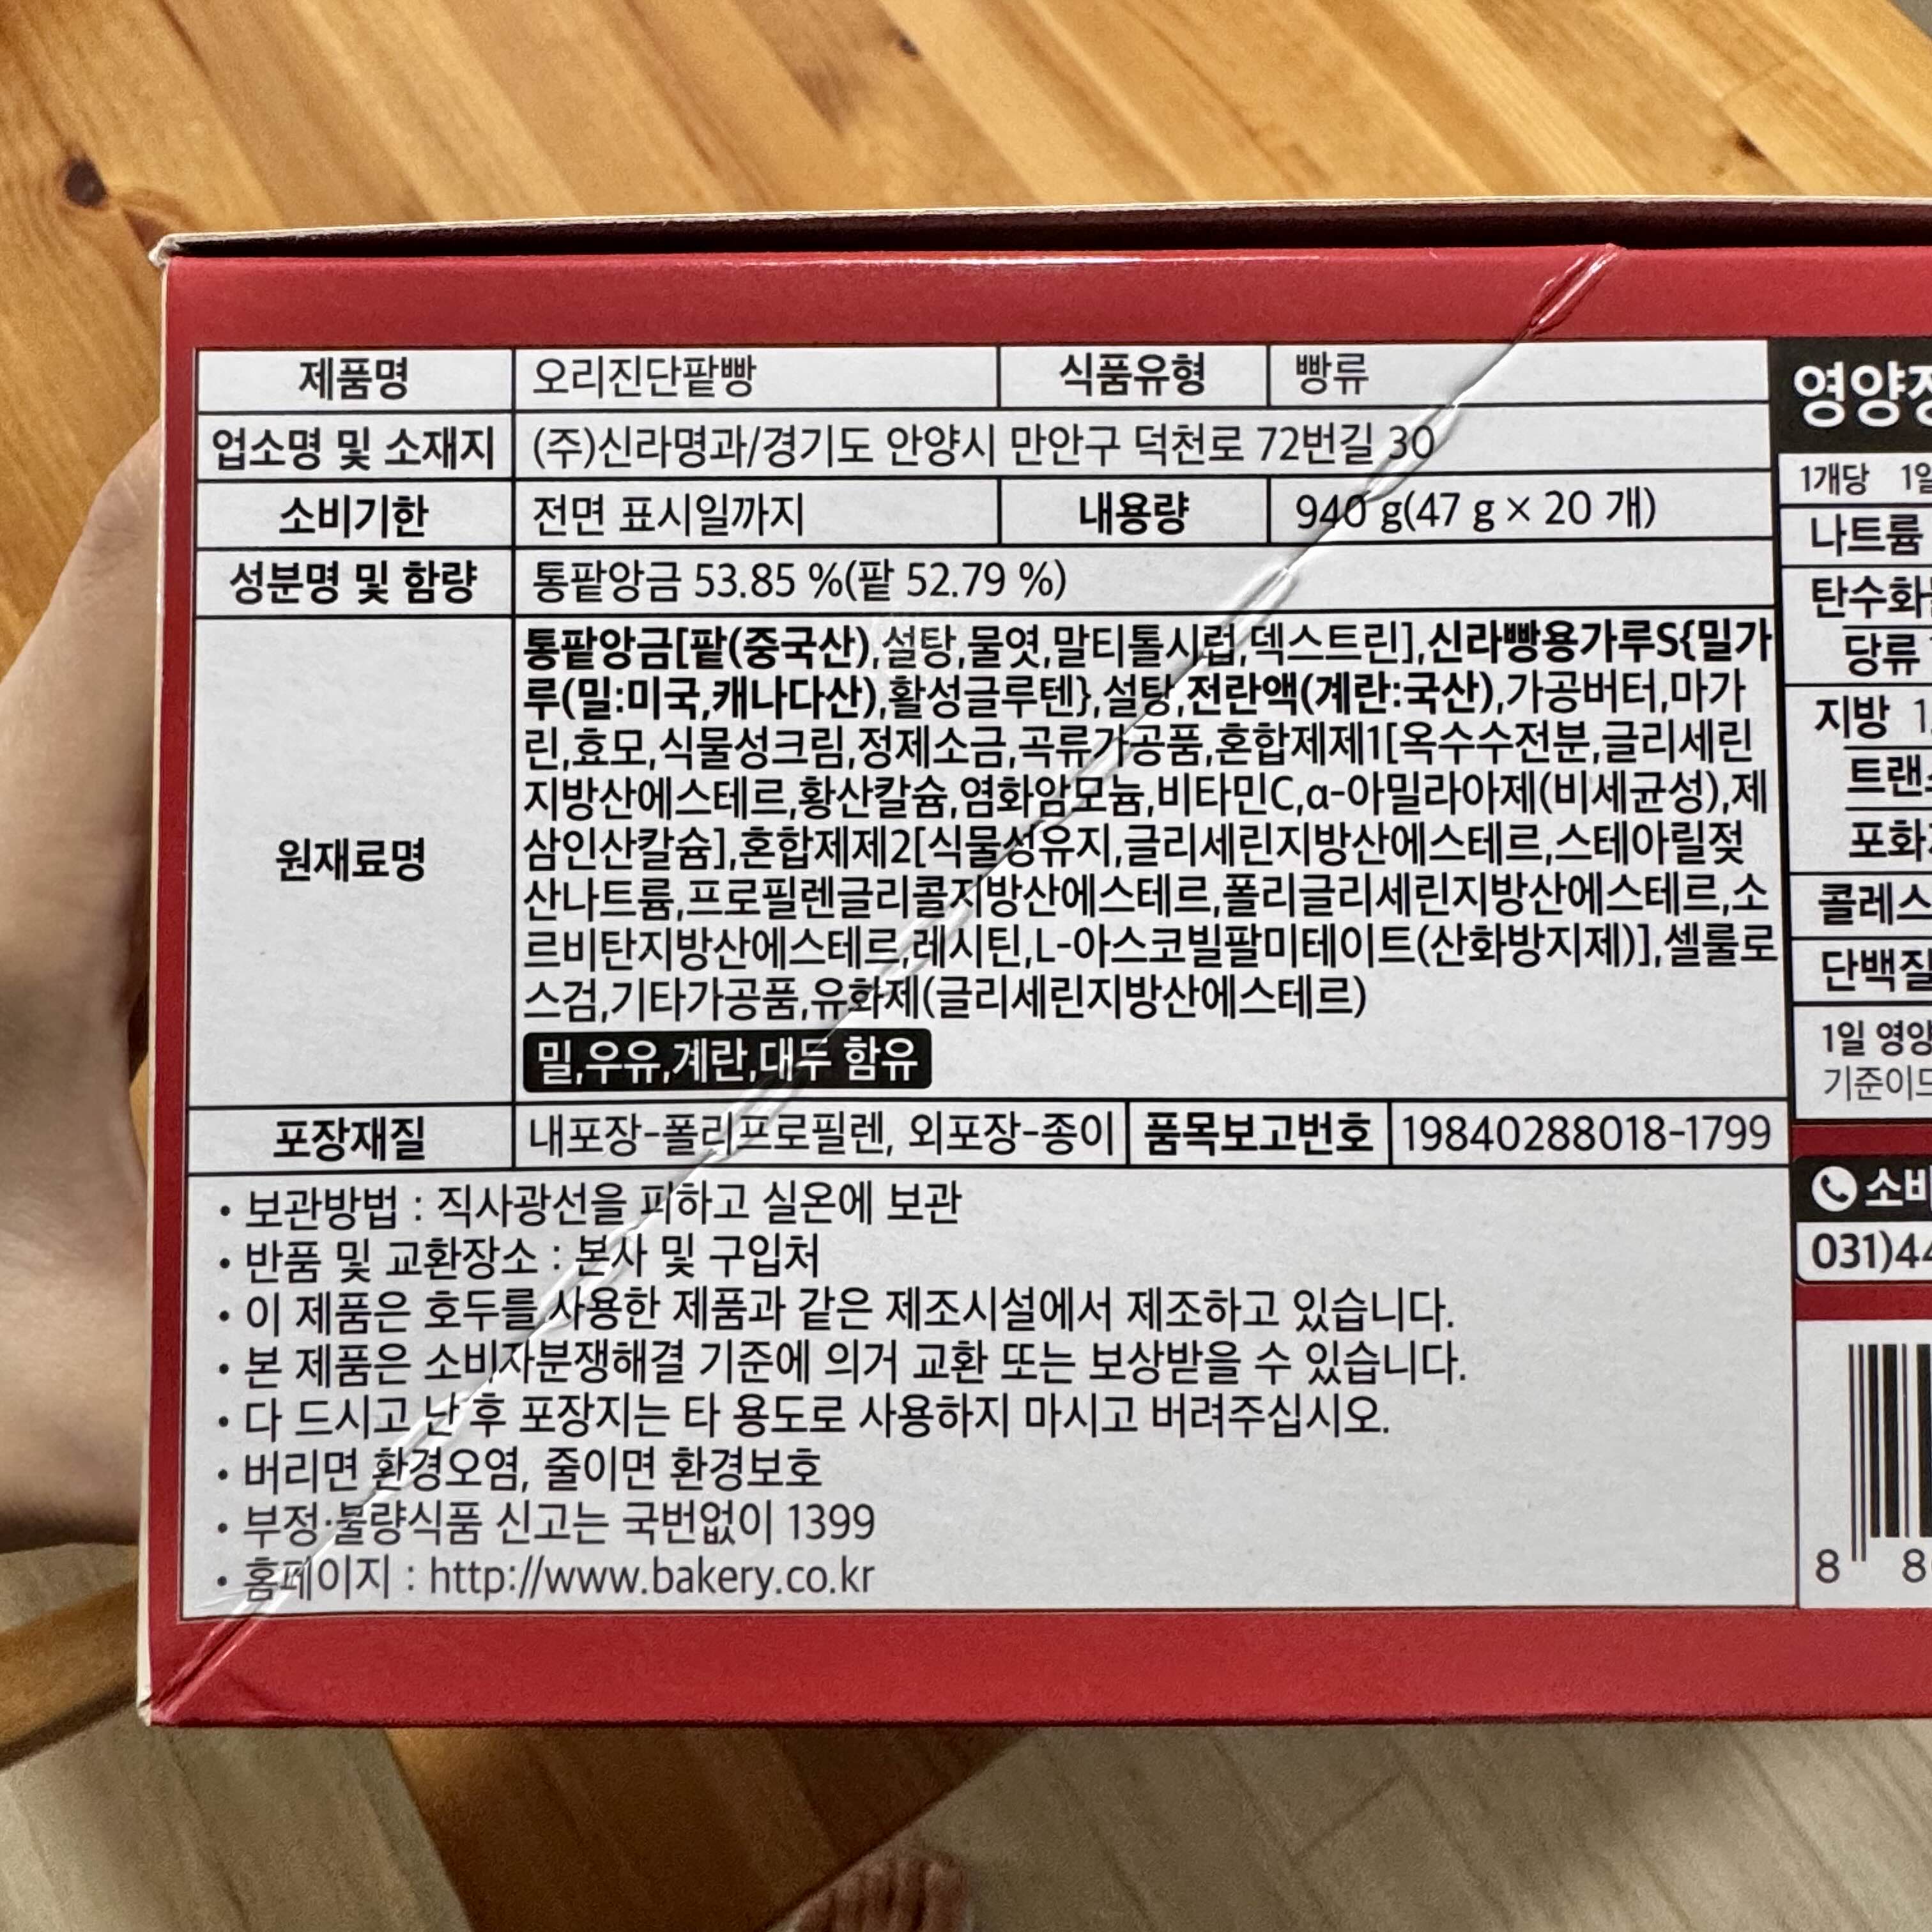 제품명 오리진단팥빵 식품유형 빵류
업소명 및 소재지 (주)신라명과/경기도 안양시 만안구 덕천로 72번길 30
소비기한 전면 표시일까지 내용량 940 g(47 g × 20 개)
성분명 및 함량 통팥앙금 53.85 %(팥 52.79 %)
원재료명
통팥앙금[팥(중국산),설탕,물엿,말티톨시럽,덱스트린],신라빵용가루S{밀가
루(밀:미국,캐나다산),활성글루텐},설탕,전란액(계란:국산),가공버터,마가
린,효모,식물성크림,정제소금,곡류가공품,혼합제제1[옥수수전분,글리세린
지방산에스테르,황산칼슘,염화암모늄,비타민C,α-아밀라아제(비세균성),제
삼인산칼슘],혼합제제2[식물성유지,글리세린지방산에스테르,스테아릴젖
산나트륨,프로필렌글리콜지방산에스테르,폴리글리세린지방산에스테르,소
르비탄지방산에스테르,레시틴,L-아스코빌팔미테이트(산화방지제)],셀룰로
스검,기타가공품,유화제(글리세린지방산에스테르)
밀,우유,계란,대두 함유
포장재질 내포장-폴리프로필렌, 외포장-종이 품목보고번호 19840288018-1799
• 보관방법 : 직사광선을 피하고 실온에 보관
• 반품 및 교환장소 : 본사 및 구입처
• 이 제품은 호두를 사용한 제품과 같은 제조시설에서 제조하고 있습니다.
• 본 제품은 소비자분쟁해결 기준에 의거 교환 또는 보상받을 수 있습니다.
• 다 드시고 난 후 포장지는 타 용도로 사용하지 마시고 버려주십시오.
• 버리면 환경오염, 줄이면 환경보호
• 부정·불량식품 신고는 국번없이 1399
• 홈페이지 : http://www.bakery.co.kr
영양
1개당 1일
나트륨
탄수화
당류
지방 1
트랜
포화
콜레스
단백질
1일 영양
기준이
소비
031)44
8 8